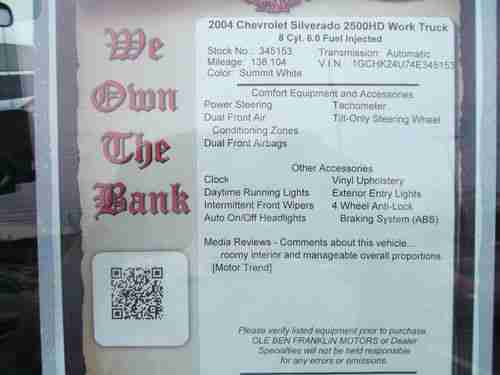 We
Own
The
Bank
2004 Chevrolet Silverado 2500HD Work Truck
8 Cyl. 6.0 Fuel Injected
Stock No.: 345153 Transmission: Automatic
Mileage: 138,104 V.I.N. 1GCHK24U74E345153
Color: Summit White
Comfort Equipment and Accessories
Power Steering Tachometer
Dual Front Air Tilt-Only Steering Wheel
Conditioning Zones
Dual Front Airbags
Other Accessories
Clock Vinyl Upholstery
Daytime Running Lights Exterior Entry Lights
Intermittent Front Wipers 4 Wheel Anti-Lock
Auto On/Off Headlights Braking System (ABS)
Media Reviews - Comments about this vehicle...
...roomy interior and manageable overall proportions.
[Motor Trend]
Please verify listed equipment prior to purchase.
OLE BEN FRANKLIN MOTORS or Dealer
Specialties will not be held responsible
for any errors or omissions.